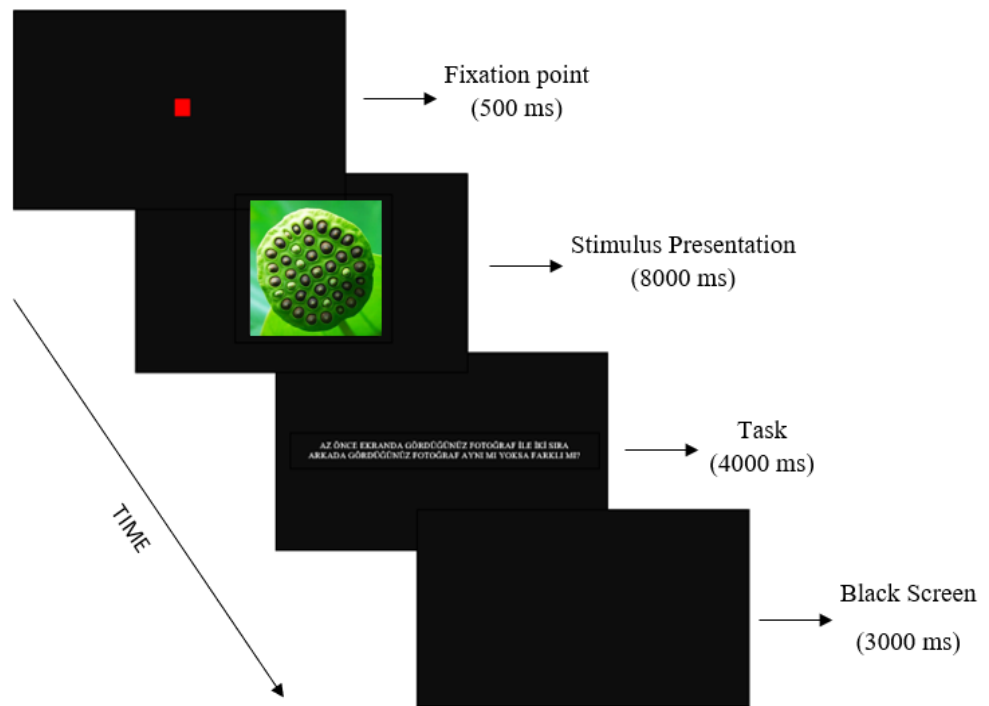 Fixation point
(500 ms)
Stimulus Presentation
(8000 ms)
AZ ÖNCE EKRANDA GÖRDÜĞÜNÜZ FOTOĞRAF İLE İKİ SIRA
ARKADA GÖRDÜĞÜNÜZ FOTOĞRAF AYNI MI YOKSA FARKLI MI?
Task
(4000 ms)
TIME
Black Screen
(3000 ms)